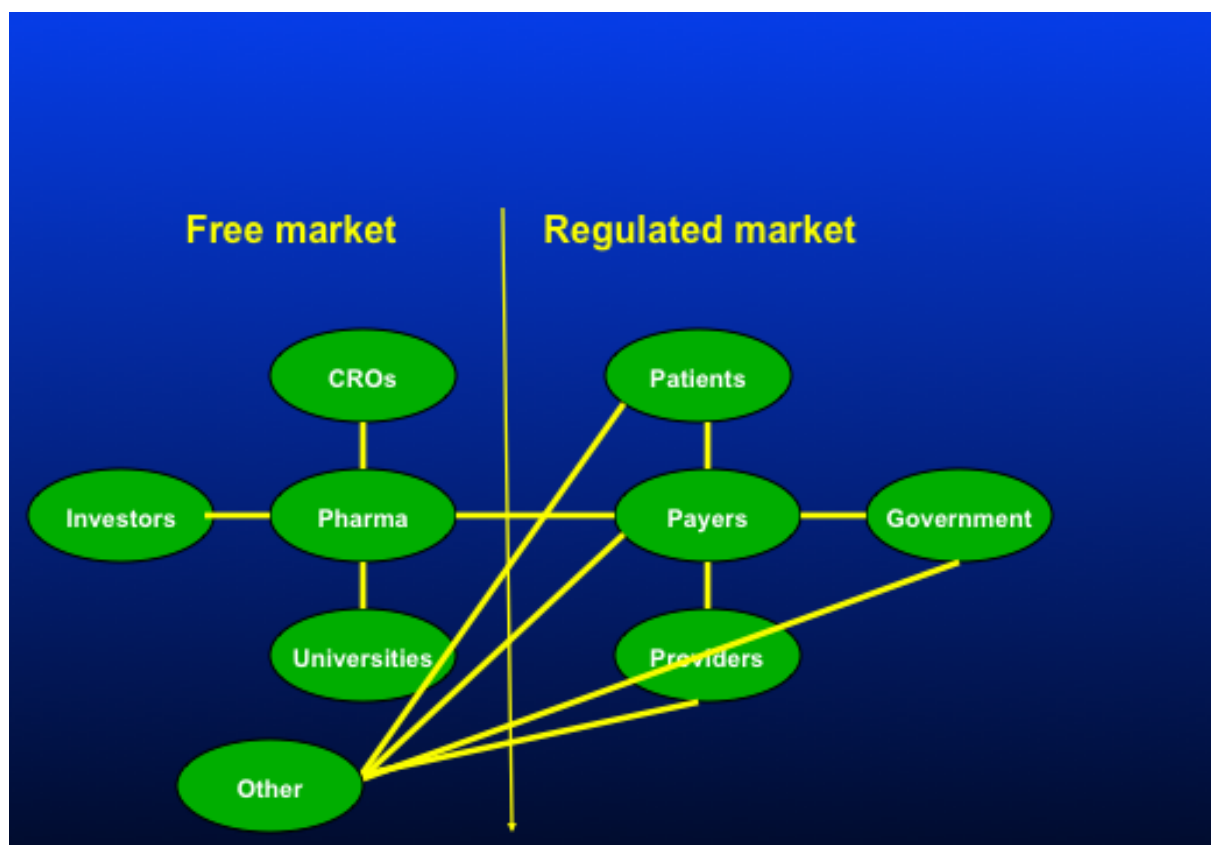 Free market
Regulated market
CROs
Patients
Investors
Pharma
Payers
Government
Universities
Providers
Other